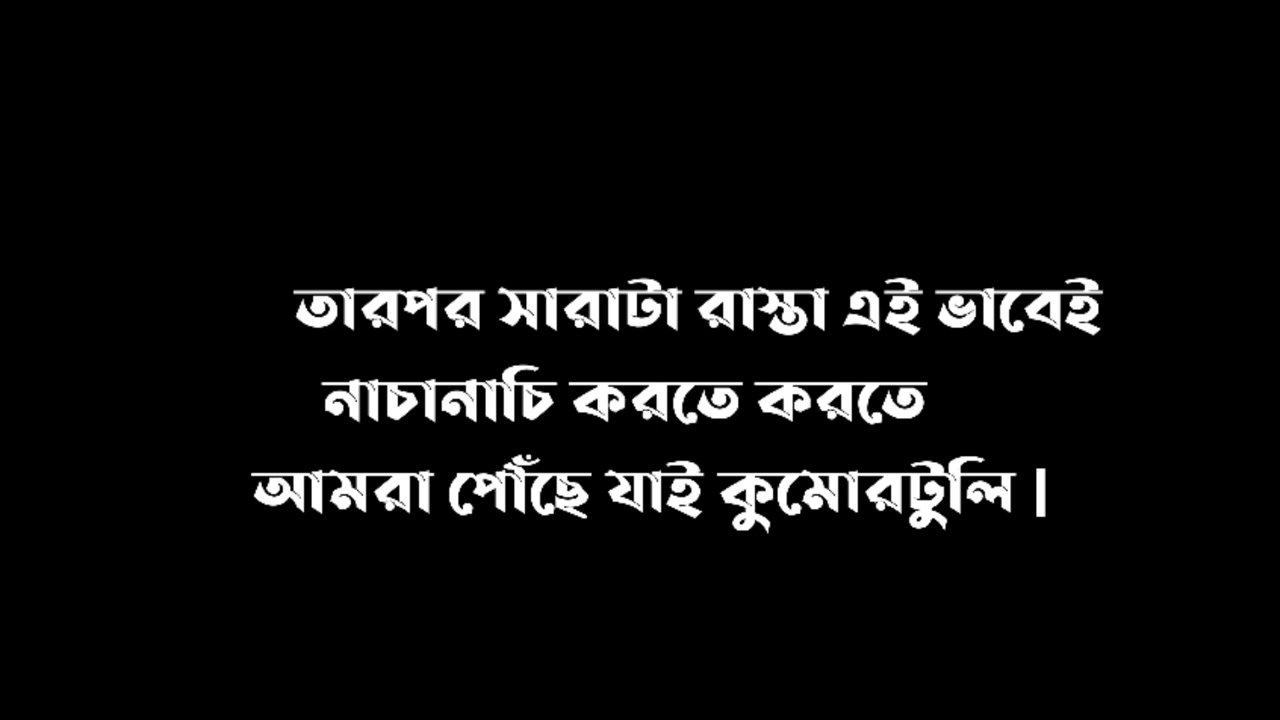 তারপর সারাটা রাস্তা এই ভাবেই
নাচানাচি করতে করতে
আমরা পৌঁছে যাই কুমোরটুলি |